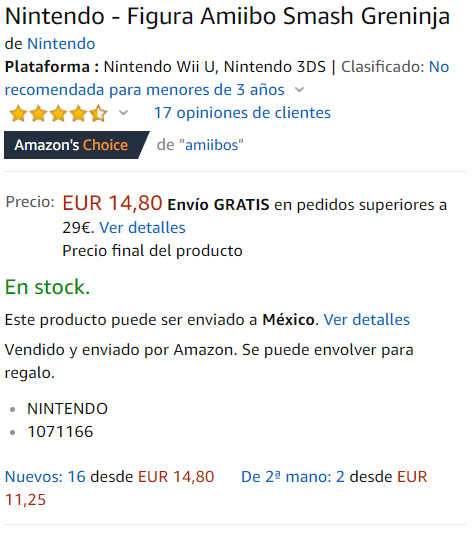 Nintendo - Figura Amiibo Smash Greninja
de Nintendo
Plataforma : Nintendo Wii U, Nintendo 3DS | Clasificado: No
recomendada para menores de 3 años
17 opiniones de clientes
Amazon's Choice de "amiibos"
Precio: EUR 14,80 Envío GRATIS en pedidos superiores a
29€. Ver detalles
Precio final del producto
En stock.
Este producto puede ser enviado a México. Ver detalles
Vendido y enviado por Amazon. Se puede envolver para
regalo.
NINTENDO
1071166
Nuevos: 16 desde EUR 14,80 De 2ª mano: 2 desde EUR
11,25